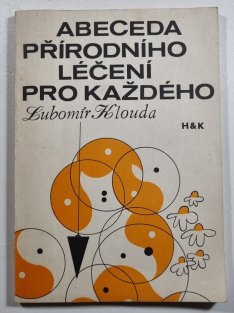 ABECEDA
PŘÍRODNÍHO
LÉČENÍ
PRO KAŽDÉHO
Lubomír Klouda
H&K